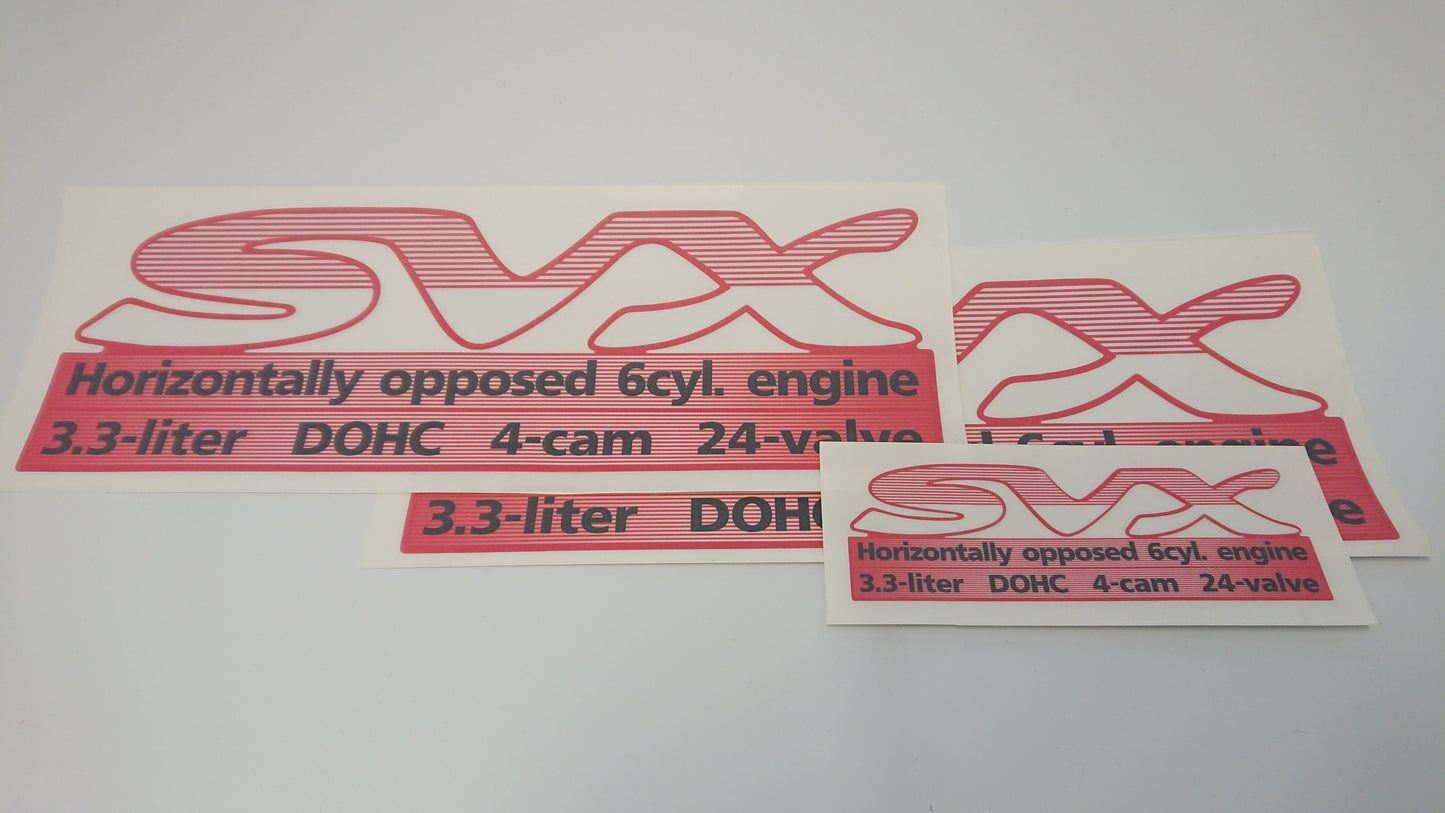 SVX
Horizontally opposed 6cyl. engine
3.3-liter DOHC 4-cam 24-valve
SVX
Horizontally opposed 6cyl. engine
3.3-liter DOHC 4-cam 24-valve
X
6cyl. engine
3.3-liter DOHC